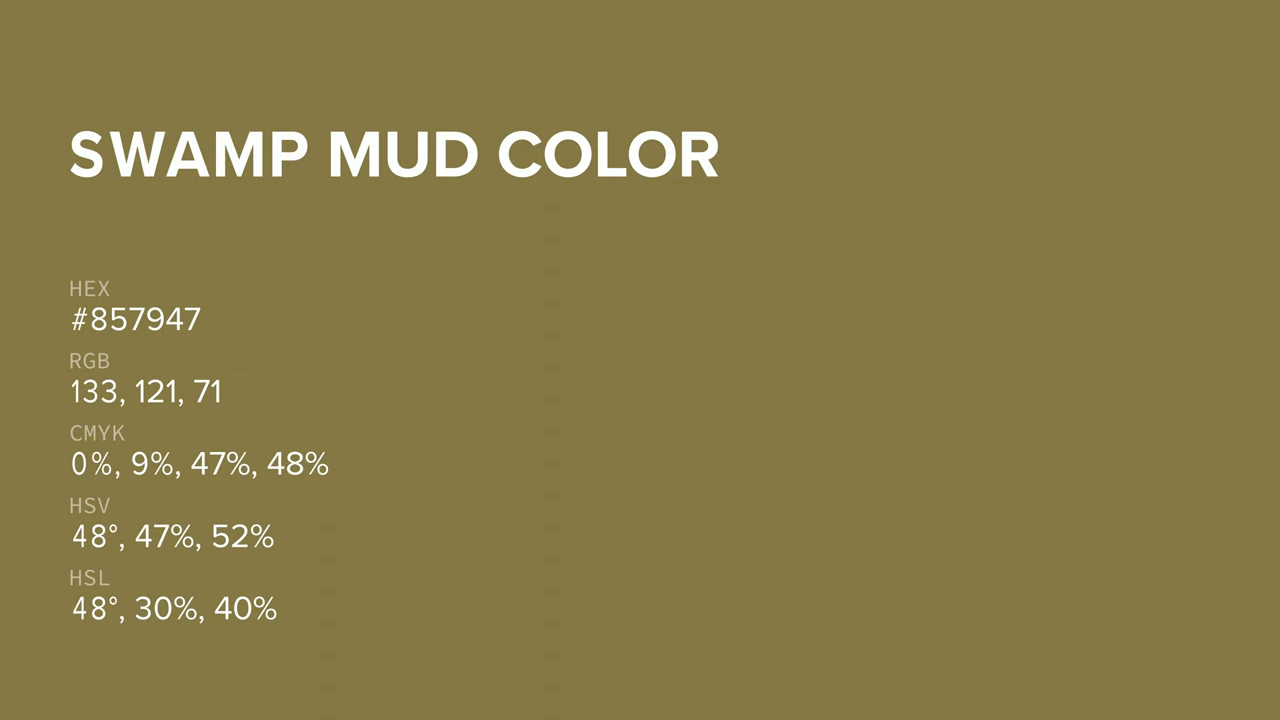 SWAMP MUD COLOR
HEX
#857947
RGB
133, 121, 71
CMYK
0%, 9%, 47%, 48%
HSV
48°, 47%, 52%
HSL
48°, 30%, 40%